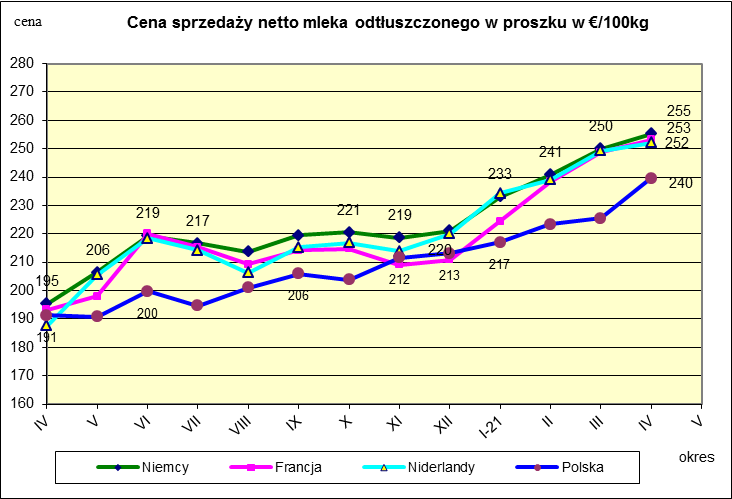 cena
Cena sprzedaży netto mleka odtłuszczonego w proszku w €/100kg
280
270
260
250
240
230
220
210
200
190
180
170
160
195
206
219
217
221
219
220
233
241
250
255
253
252
240
191
200
206
212
213
217
IV
V
VI
VII
VIII
IX
X
XI
XII
I-21
II
III
IV
V
okres
Niemcy
Francja
Niderlandy
Polska